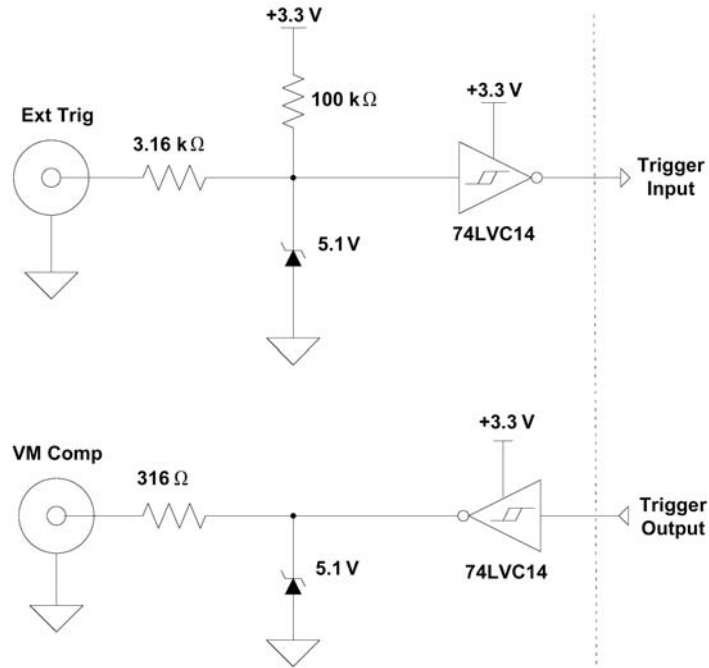 +3.3 V
100 kΩ
+3.3 V
Ext Trig
3.16 kΩ
Trigger
Input
74LVC14
5.1 V
+3.3 V
VM Comp
316 Ω
Trigger
Output
74LVC14
5.1 V